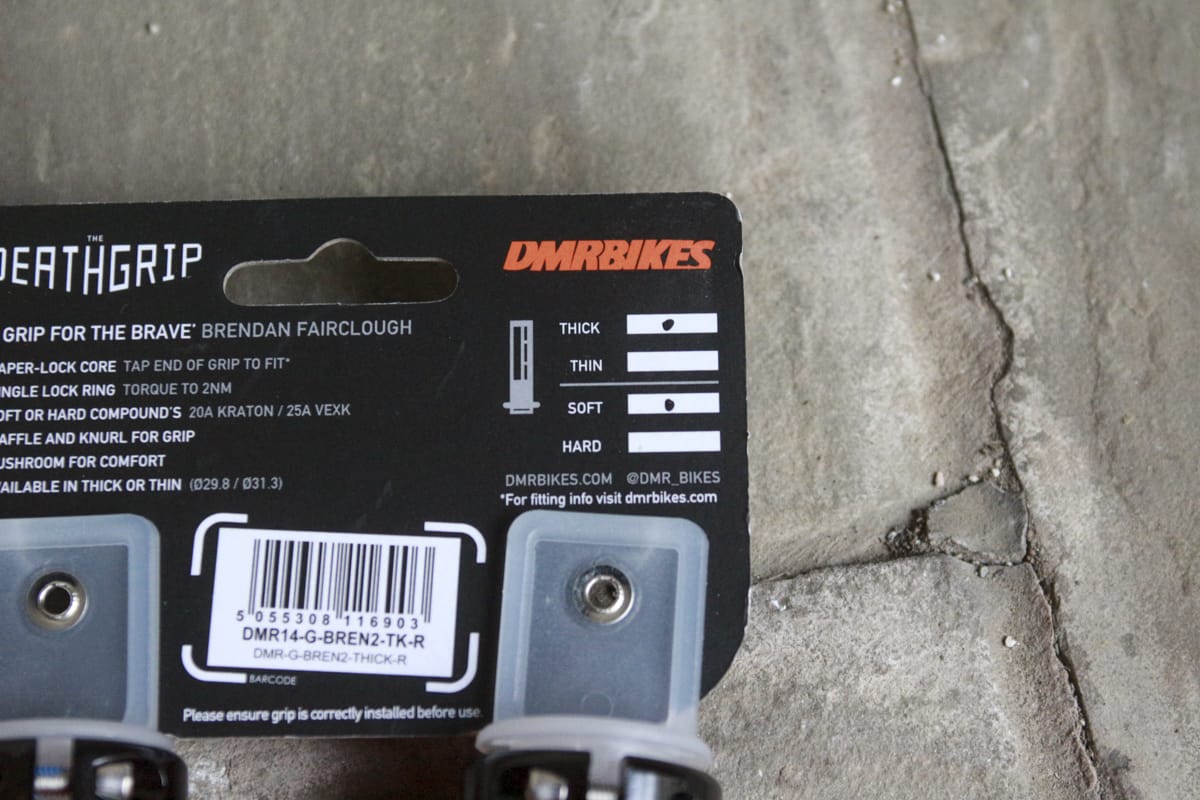 THE
DEATHGRIP
DMRBIKES
GRIP FOR THE BRAVE' BRENDAN FAIRCLOUGH
APER-LOCK CORE TAP END OF GRIP TO FIT*
INGLE LOCK RING TORQUE TO 2NM
OFT OR HARD COMPOUND'S 20A KRATON / 25A VEXK
AFFLE AND KNURL FOR GRIP
USHROOM FOR COMFORT
AILABLE IN THICK OR THIN (Ø29.8 / Ø31.3)
THICK
THIN
SOFT
HARD
DMRBIKES.COM @DMR_BIKES
*For fitting info visit dmrbikes.com
5 055308 116903
DMR14-G-BREN2-TK-R
DMR-G-BREN2-THICK-R
BARCODE
Please ensure grip is correctly installed before use.